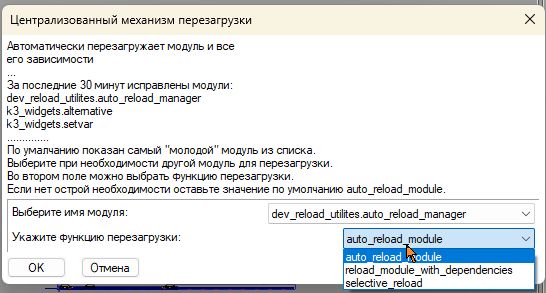 Централизованный механизм перезагрузки
Автоматически перезагружает модуль и все
его зависимости
...
За последние 30 минут исправлены модули:
dev_reload_utilites.auto_reload_manager
k3_widgets.alternative
k3_widgets.setvar
..............
По умалчанию показан самый "молодой" модуль из списка.
Выберите при необходимости другой модуль для перезагрузки.
Во втором поле можно выбрать Функцию перезагрузки.
Если нет острой необходимости оставьте значение по умолчанию auto_reload_module.
Выберите имя модуля:
dev_reload_utilites.auto_reload_manager
Укажите функцию перезагрузки:
auto_reload_module
auto_reload_module
reload_module_with_dependencies
selective_reload
OK
Отмена